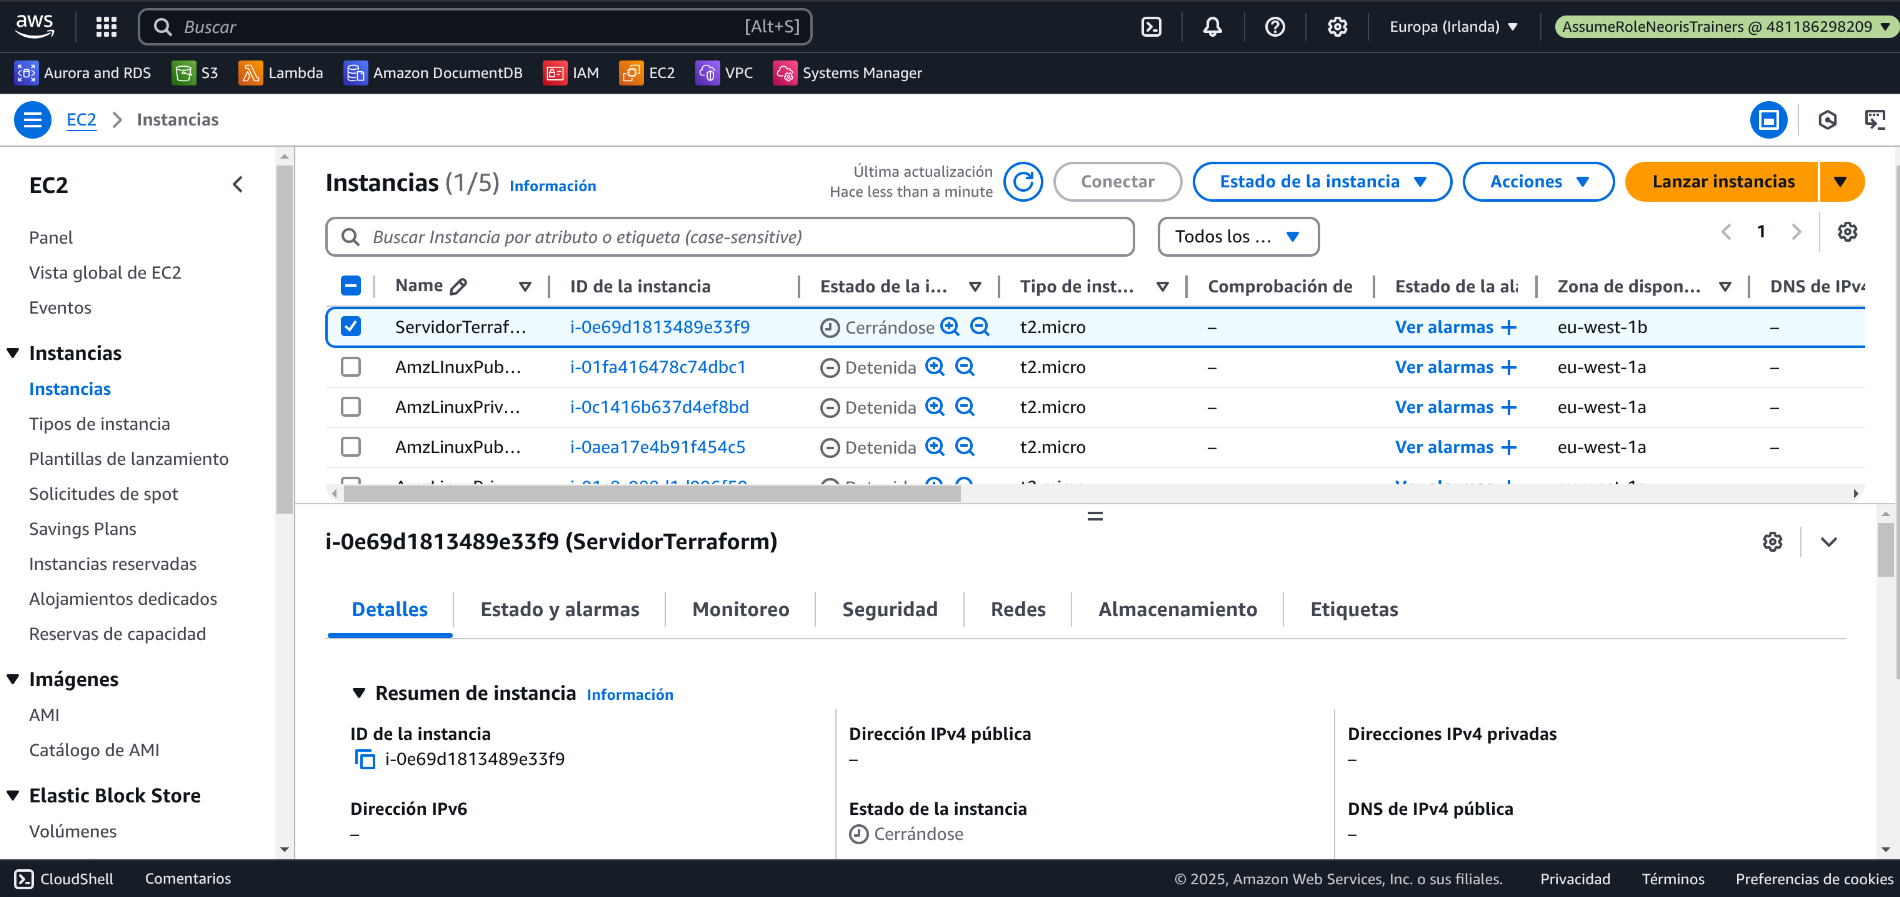 aws
Buscar [Alt+S] Europa (Irlanda) AssumeRoleNeorisTrainers @ 481186298209
Aurora and RDS S3 Lambda Amazon DocumentDB IAM EC2 VPC Systems Manager
EC2 Instancias
EC2
Panel
Vista global de EC2
Eventos
Instancias
Instancias
Tipos de instancia
Plantillas de lanzamiento
Solicitudes de spot
Savings Plans
Instancias reservadas
Alojamientos dedicados
Reservas de capacidad
Imágenes
AMI
Catálogo de AMI
Elastic Block Store
Volúmenes
Instancias (1/5) Información
Última actualización
Hace less than a minute
Conectar Estado de la instancia Acciones Lanzar instancias
Buscar Instancia por atributo o etiqueta (case-sensitive) Todos los ... 1
Name ID de la instancia Estado de la i... Tipo de inst... Comprobación de Estado de la ala Zona de dispon... DNS de IPv4
ServidorTerraf... i-0e69d1813489e33f9 Cerrándose t2.micro – Ver alarmas + eu-west-1b –
AmzLInuxPub... i-01fa416478c74dbc1 Detenida t2.micro – Ver alarmas + eu-west-1a –
AmzLinuxPriv... i-0c1416b637d4ef8bd Detenida t2.micro – Ver alarmas + eu-west-1a –
AmzLinuxPub... i-0aea17e4b91f454c5 Detenida t2.micro – Ver alarmas + eu-west-1a –
i-0e69d1813489e33f9 (ServidorTerraform)
Detalles Estado y alarmas Monitoreo Seguridad Redes Almacenamiento Etiquetas
Resumen de instancia Información
ID de la instancia
i-0e69d1813489e33f9
Dirección IPv4 pública
–
Direcciones IPv4 privadas
–
Dirección IPv6
–
Estado de la instancia
Cerrándose
DNS de IPv4 pública
–
CloudShell Comentarios © 2025, Amazon Web Services, Inc. o sus filiales. Privacidad Términos Preferencias de cookies